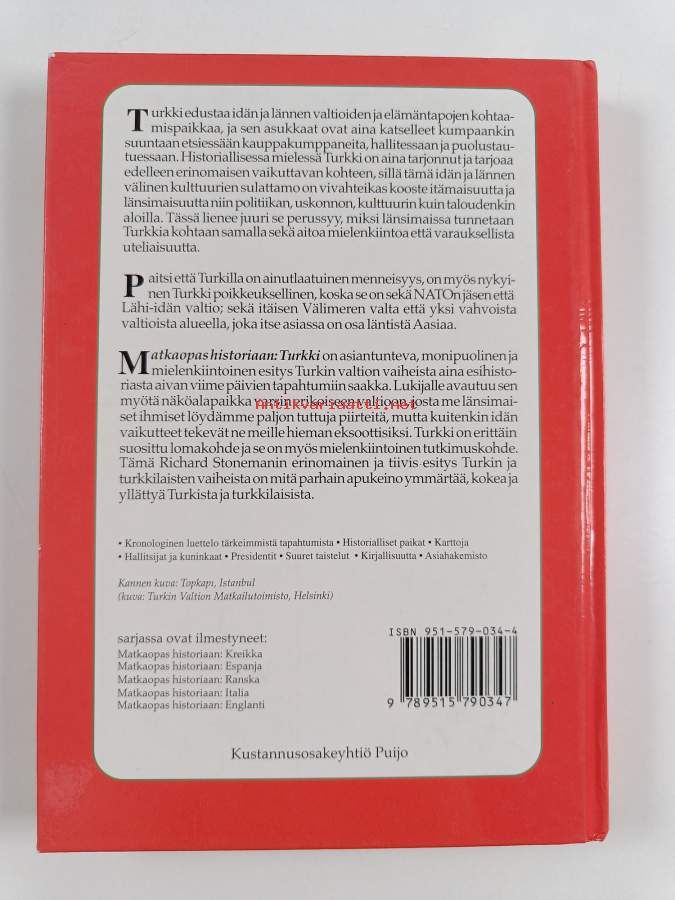 Turkki edustaa idän ja lännen valtioiden ja elämäntapojen kohtaa-
mispaikkaa, ja sen asukkaat ovat aina katselleet kumpaankin
suuntaan etsiessään kauppakumppaneita, hallitessaan ja puolustau-
tuessaan. Historiallisessa mielessä Turkki on aina tarjonnut ja tarjoaa
edelleen erinomaisen vaikuttavan kohteen, sillä tämä idän ja lännen
välinen kulttuurien sulattamo on vivahteikas kooste itämaisuutta ja
länsimaisuutta niin politiikan, uskonnon, kulttuurin kuin taloudenkin
aloilla. Tässä lienee juuri se perussyy, miksi länsimaissa tunnetaan
Turkkia kohtaan samalla sekä aitoa mielenkiintoa että varauksellista
uteliaisuutta.
Paitsi että Turkilla on ainutlaatuinen menneisyys, on myös nykyi-
nen Turkki poikkeuksellinen, koska se on sekä NATOn jäsen että
Lähi-idän valtio; sekä itäisen Välimeren valta että yksi vahvoista
valtioista alueella, joka itse asiassa on osa läntistä Aasiaa.
Matkaopas historiaan: Turkki on asiantunteva, monipuolinen ja
mielenkiintoinen esitys Turkin valtion vaiheista aina esihisto-
riasta aivan viime päivien tapahtumiin saakka. Lukijalle avautuu sen
myötä näköalapaikka varsin erikoiseen valtioon, josta me länsimai-
Antikvariaatti.net
set ihmiset löydämme paljon tuttuja piirteitä, mutta kuitenkin idän
vaikutteet tekevät ne meille hieman eksoottisiksi. Turkki on erittäin
suosittu lomakohde ja se on myös mielenkiintoinen tutkimuskohde.
Tämä Richard Stonemanin erinomainen ja tiivis esitys Turkin ja
turkkilaisten vaiheista on mitä parhain apukeino ymmärtää, kokea ja
yllättyä Turkista ja turkkilaisista.
• Kronologinen luettelo tärkeimmistä tapahtumista • Historialliset paikat • Karttoja
• Hallitsijat ja kuninkaat • Presidentit • Suuret taistelut • Kirjallisuutta • Asiahakemisto
Kannen kuva: Topkapı, Istanbul
(kuva: Turkin Valtion Matkailutoimisto, Helsinki)
sarjassa ovat ilmestyneet:
Matkaopas historiaan: Kreikka
Matkaopas historiaan: Espanja
Matkaopas historiaan: Ranska
Matkaopas historiaan: Italia
Matkaopas historiaan: Englanti
ISBN 951-579-034-4
9 789515 790347
Kustannusosakeyhtiö Puijo